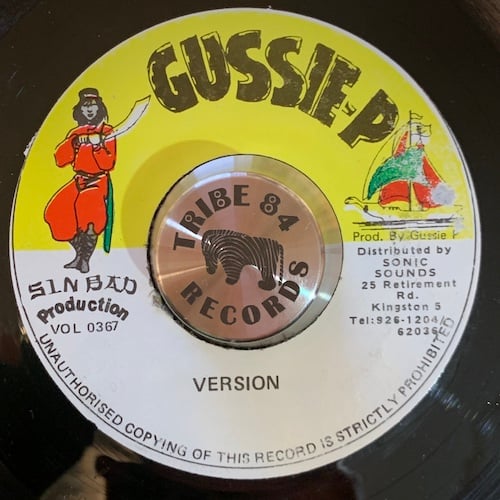 GUSSIE-P
TRIBE 84
RECORDS
SINBAD
Production
VOL 0367
Prod. By Gussie P
Distributed by
SONIC
SOUNDS
25 Retirement
Rd.
Kingston 5
Tel:926-1204
62036
VERSION
UNAUTHORISED COPYING OF THIS RECORD IS STRICTLY PROHIBITED